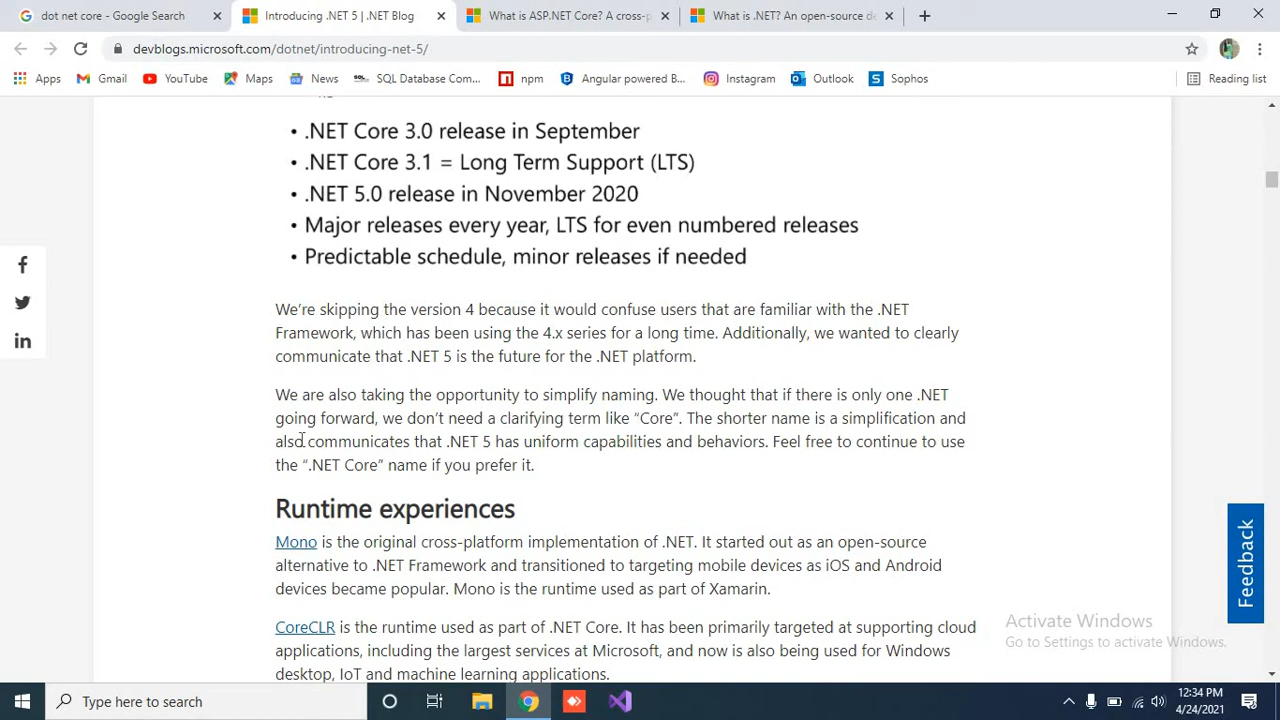 dot net core - Google Search
Introducing .NET 5 | .NET Blog
What is ASP.NET Core? A cross-p
What is .NET? An open-source de
devblogs.microsoft.com/dotnet/introducing-net-5/
Apps
Gmail
YouTube
Maps
News
SQL Database Com...
npm
Angular powered B...
Instagram
Outlook
Sophos
Reading list
• .NET Core 3.0 release in September
• .NET Core 3.1 = Long Term Support (LTS)
• .NET 5.0 release in November 2020
• Major releases every year, LTS for even numbered releases
• Predictable schedule, minor releases if needed
We're skipping the version 4 because it would confuse users that are familiar with the .NET
Framework, which has been using the 4.x series for a long time. Additionally, we wanted to clearly
communicate that .NET 5 is the future for the .NET platform.
We are also taking the opportunity to simplify naming. We thought that if there is only one .NET
going forward, we don't need a clarifying term like “Core”. The shorter name is a simplification and
also communicates that .NET 5 has uniform capabilities and behaviors. Feel free to continue to use
the “.NET Core” name if you prefer it.
Runtime experiences
Mono is the original cross-platform implementation of .NET. It started out as an open-source
alternative to .NET Framework and transitioned to targeting mobile devices as iOS and Android
devices became popular. Mono is the runtime used as part of Xamarin.
CoreCLR is the runtime used as part of .NET Core. It has been primarily targeted at supporting cloud
applications, including the largest services at Microsoft, and now is also being used for Windows
desktop, IoT and machine learning applications.
Feedback
Activate Windows
Go to Settings to activate Windows.
Type here to search
12:34 PM
4/24/2021